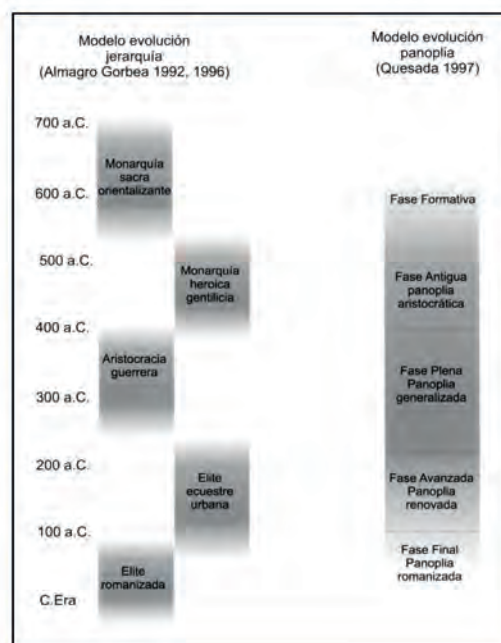 Modelo evolución
jerarquía
(Almagro Gorbea 1992, 1996)
Modelo evolución
panoplia
(Quesada 1997)
700 a.C.
Monarquía
sacra
orientalizante
600 a.C.
Fase Formativa
500 a.C.
Monarquía
heroica
gentilicia
Fase Antigua
panoplia
aristocrática
400 a.C.
Aristocracia
guerrera
Fase Plena
Panoplia
generalizada
300 a.C.
200 a.C.
Elite
ecuestre
urbana
Fase Avanzada
Panoplia
renovada
100 a.C.
Elite
romanizada
Fase Final
Panoplia
romanizada
C.Era